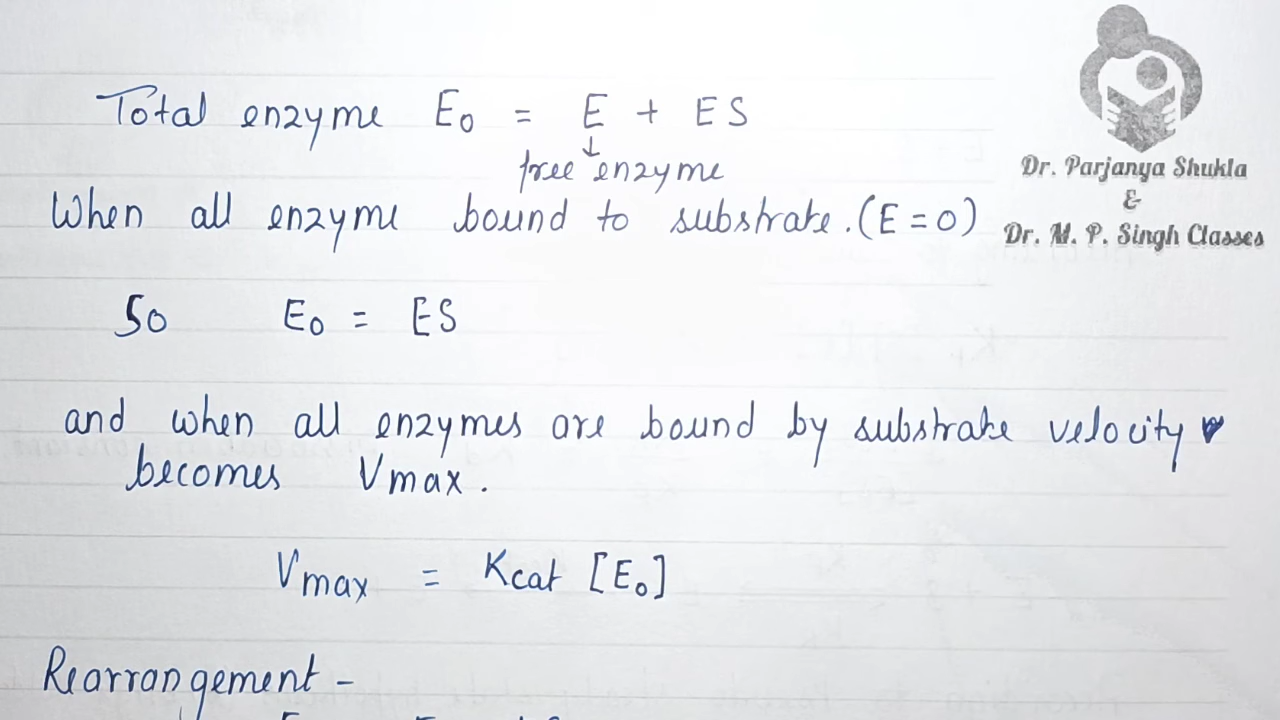 Total enzyme E₀ = E + ES
↓
free enzyme
When all enzyme bound to substrate. (E = 0)
So E₀ = ES
and when all enzymes are bound by substrate velocity
becomes Vmax.
Vmax = Kcat [E₀]
Rearrangement -
Dr. Parjanya Shukla
&
Dr. M. P. Singh Classes